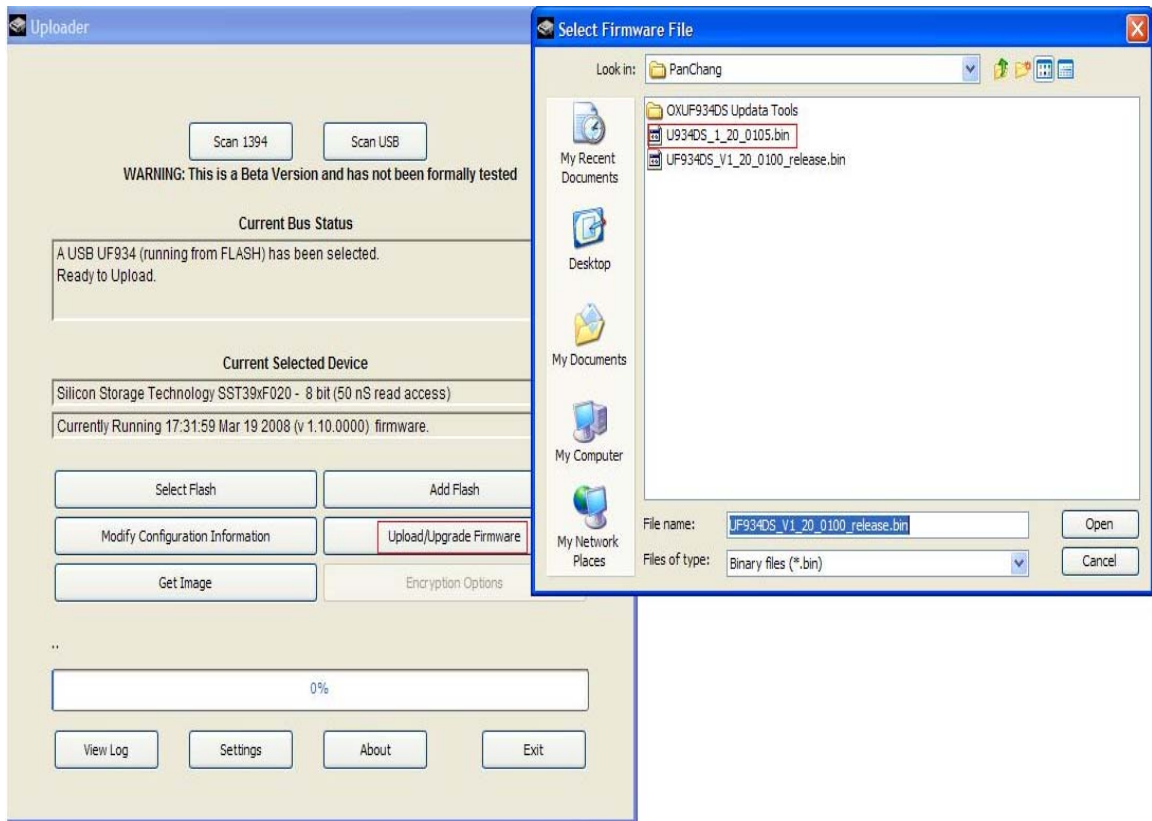 Uploader
Scan 1394
Scan USB
WARNING: This is a Beta Version and has not been formally tested
Current Bus Status
A USB UF934 (running from FLASH) has been selected.
Ready to Upload.
Current Selected Device
Silicon Storage Technology SST39xF020 - 8 bit (50 nS read access)
Currently Running 17:31:59 Mar 19 2008 (v 1.10.0000) firmware.
Select Flash
Add Flash
Modify Configuration Information
Upload/Upgrade Firmware
Get Image
Encryption Options
..
0%
View Log
Settings
About
Exit
Select Firmware File
Look in:
PanChang
My Recent
Documents
Desktop
My Documents
My Computer
My Network
Places
OXUF934DS Updata Tools
U934DS_1_20_0105.bin
UF934DS_V1_20_0100_release.bin
File name:
UF934DS_V1_20_0100_release.bin
Open
Files of type:
Binary files (*.bin)
Cancel